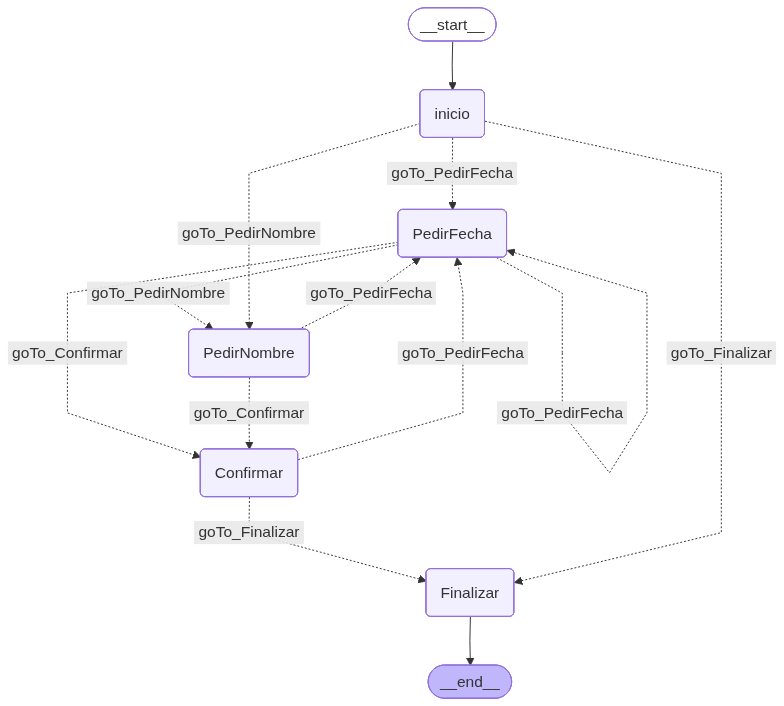 __start__
inicio
goTo_PedirFecha
goTo_PedirNombre
PedirFecha
goTo_PedirNombre
goTo_PedirFecha
goTo_Confirmar
PedirNombre
goTo_PedirFecha
goTo_Finalizar
goTo_Confirmar
goTo_PedirFecha
Confirmar
goTo_Finalizar
Finalizar
__end__